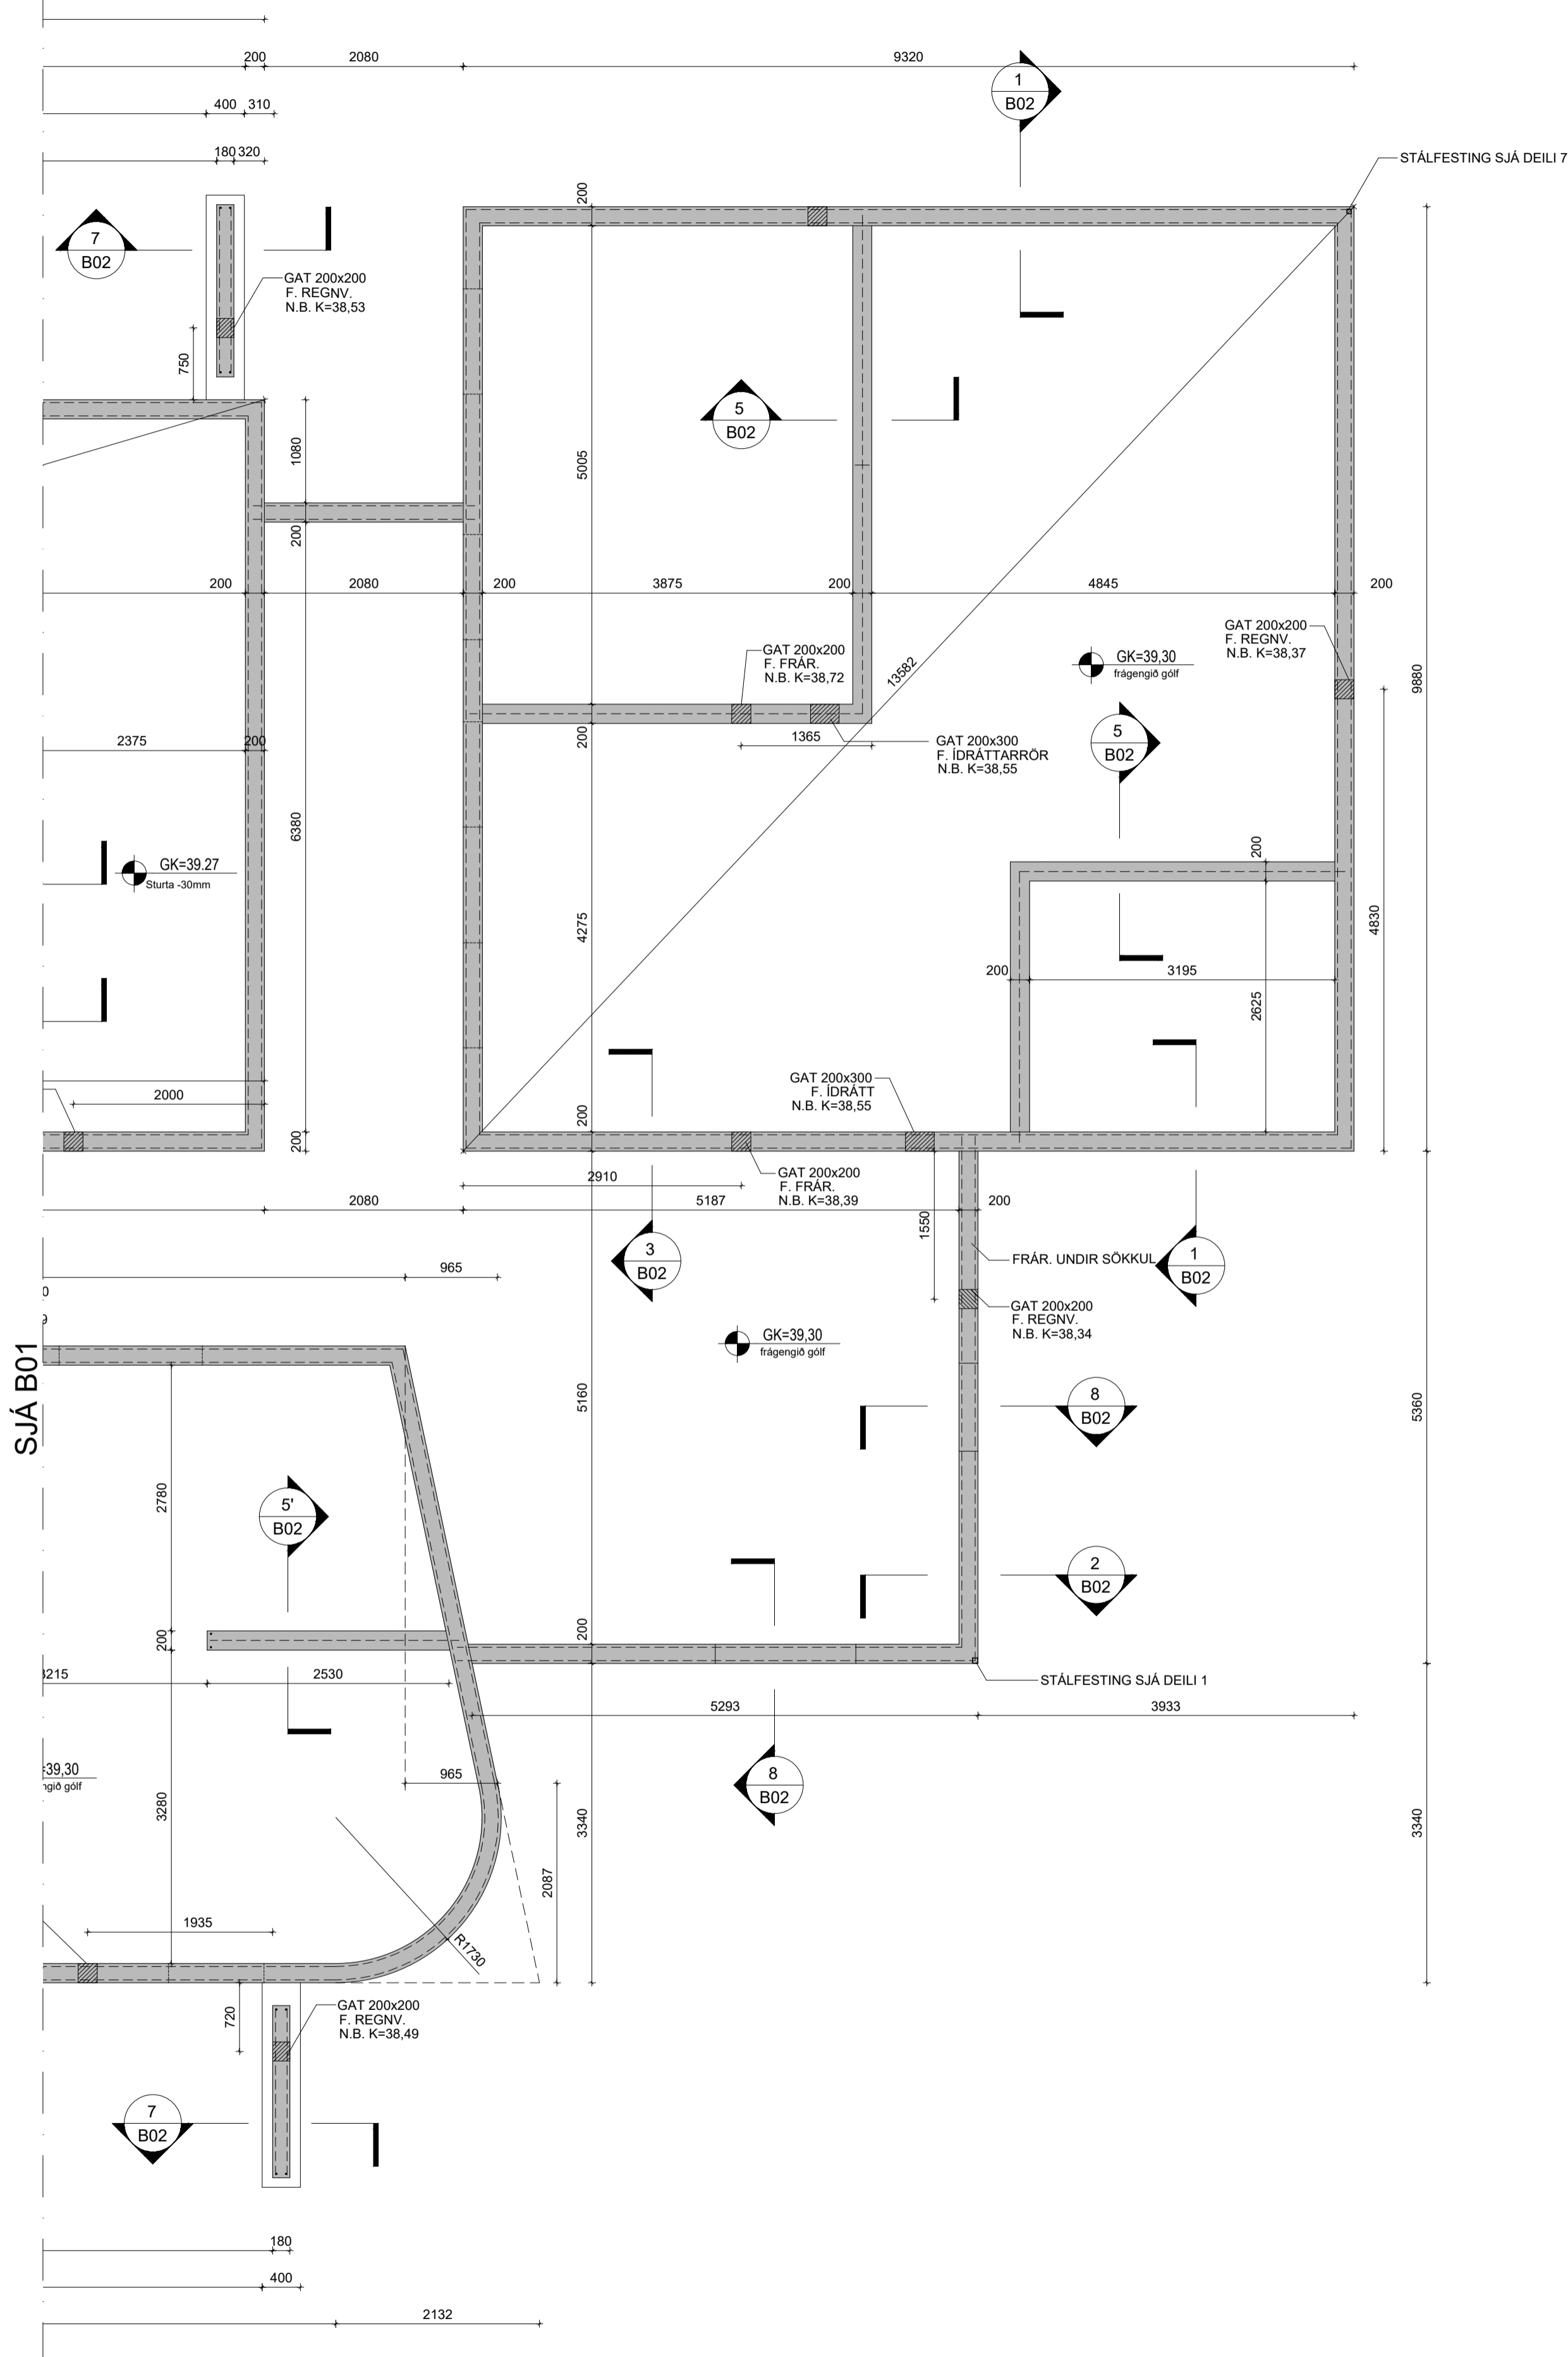 200
2080
9320
1
B02
400
310
180
320
STÁLFESTING SJÁ DEILI 7
200
7
B02
GAT 200x200
F. REGNV.
N.B. K=38,53
750
5
B02
1080
5005
200
200
2080
200
3875
200
4845
200
GAT 200x200
F. REGNV.
N.B. K=38,37
GAT 200x200
F. FRÁR.
N.B. K=38,72
GK=39,30
frágengið gólf
13582
9880
5
B02
2375
200
200
1365
GAT 200x300
F. ÍDRÁTTARRÖR
N.B. K=38,55
6380
GK=39.27
Sturta -30mm
200
4275
4830
200
3195
2625
2000
GAT 200x300
F. ÍDRÁTT
N.B. K=38,55
200
200
2910
GAT 200x200
F. FRÁR.
N.B. K=38,39
2080
5187
200
1550
965
3
B02
FRÁR. UNDIR SÖKKUL
1
B02
GAT 200x200
F. REGNV.
N.B. K=38,34
GK=39,30
frágengið gólf
SJÁ B01
5160
8
B02
5360
2780
5'
B02
2
B02
200
200
3215
2530
STÁLFESTING SJÁ DEILI 1
5293
3933
=39,30
ngið gólf
965
8
B02
3280
3340
3340
2087
1935
R1730
GAT 200x200
F. REGNV.
N.B. K=38,49
720
7
B02
180
400
2132